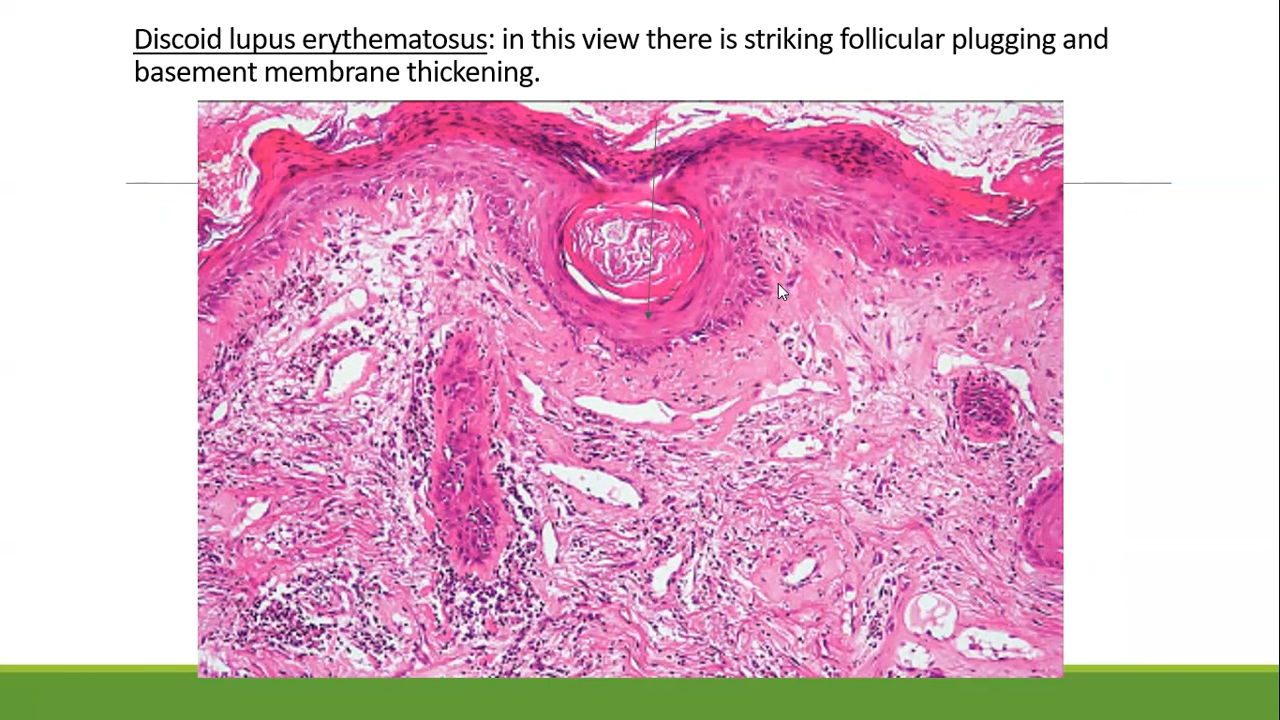 Discoid lupus erythematosus: in this view there is striking follicular plugging and
basement membrane thickening.